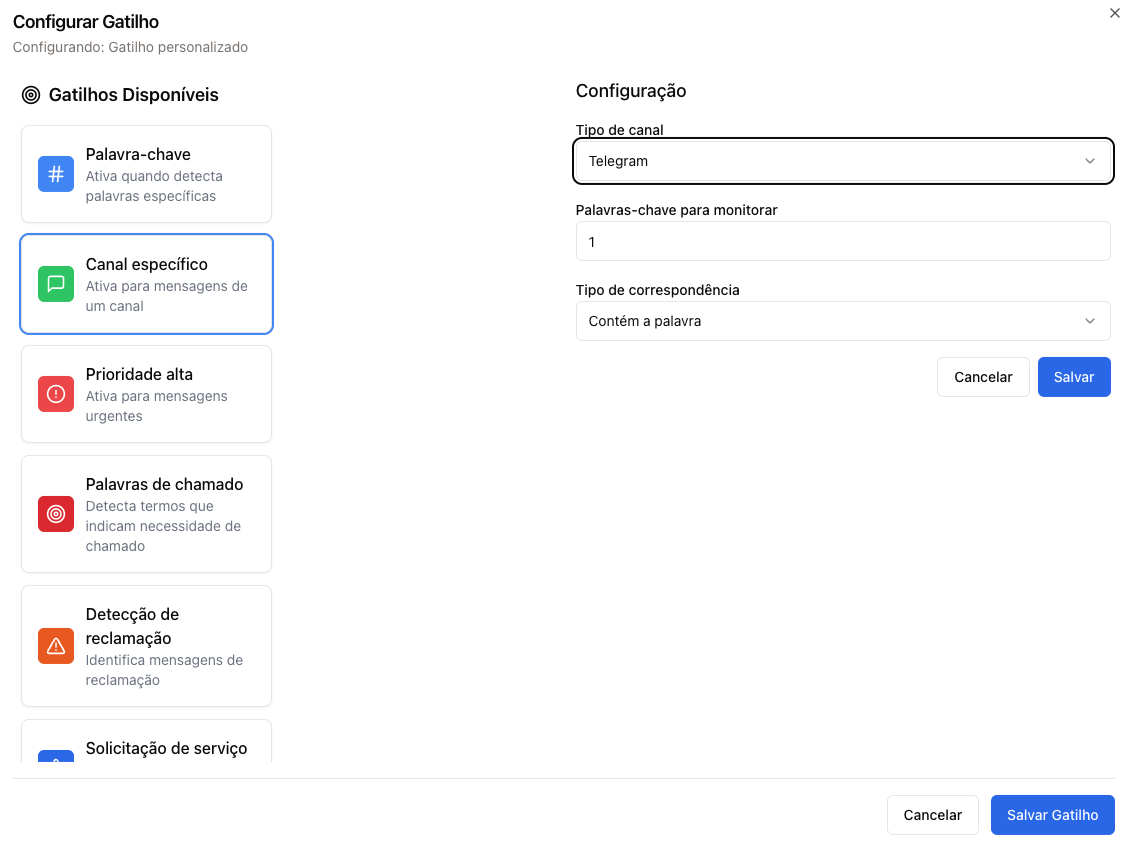 Configurar Gatilho
Configurando: Gatilho personalizado
Gatilhos Disponíveis
Palavra-chave
Ativa quando detecta
palavras específicas
Canal específico
Ativa para mensagens de
um canal
Prioridade alta
Ativa para mensagens
urgentes
Palavras de chamado
Detecta termos que
indicam necessidade de
chamado
Detecção de
reclamação
Identifica mensagens de
reclamação
Solicitação de serviço
Configuração
Tipo de canal
Telegram
Palavras-chave para monitorar
1
Tipo de correspondência
Contém a palavra
Cancelar
Salvar
Cancelar
Salvar Gatilho